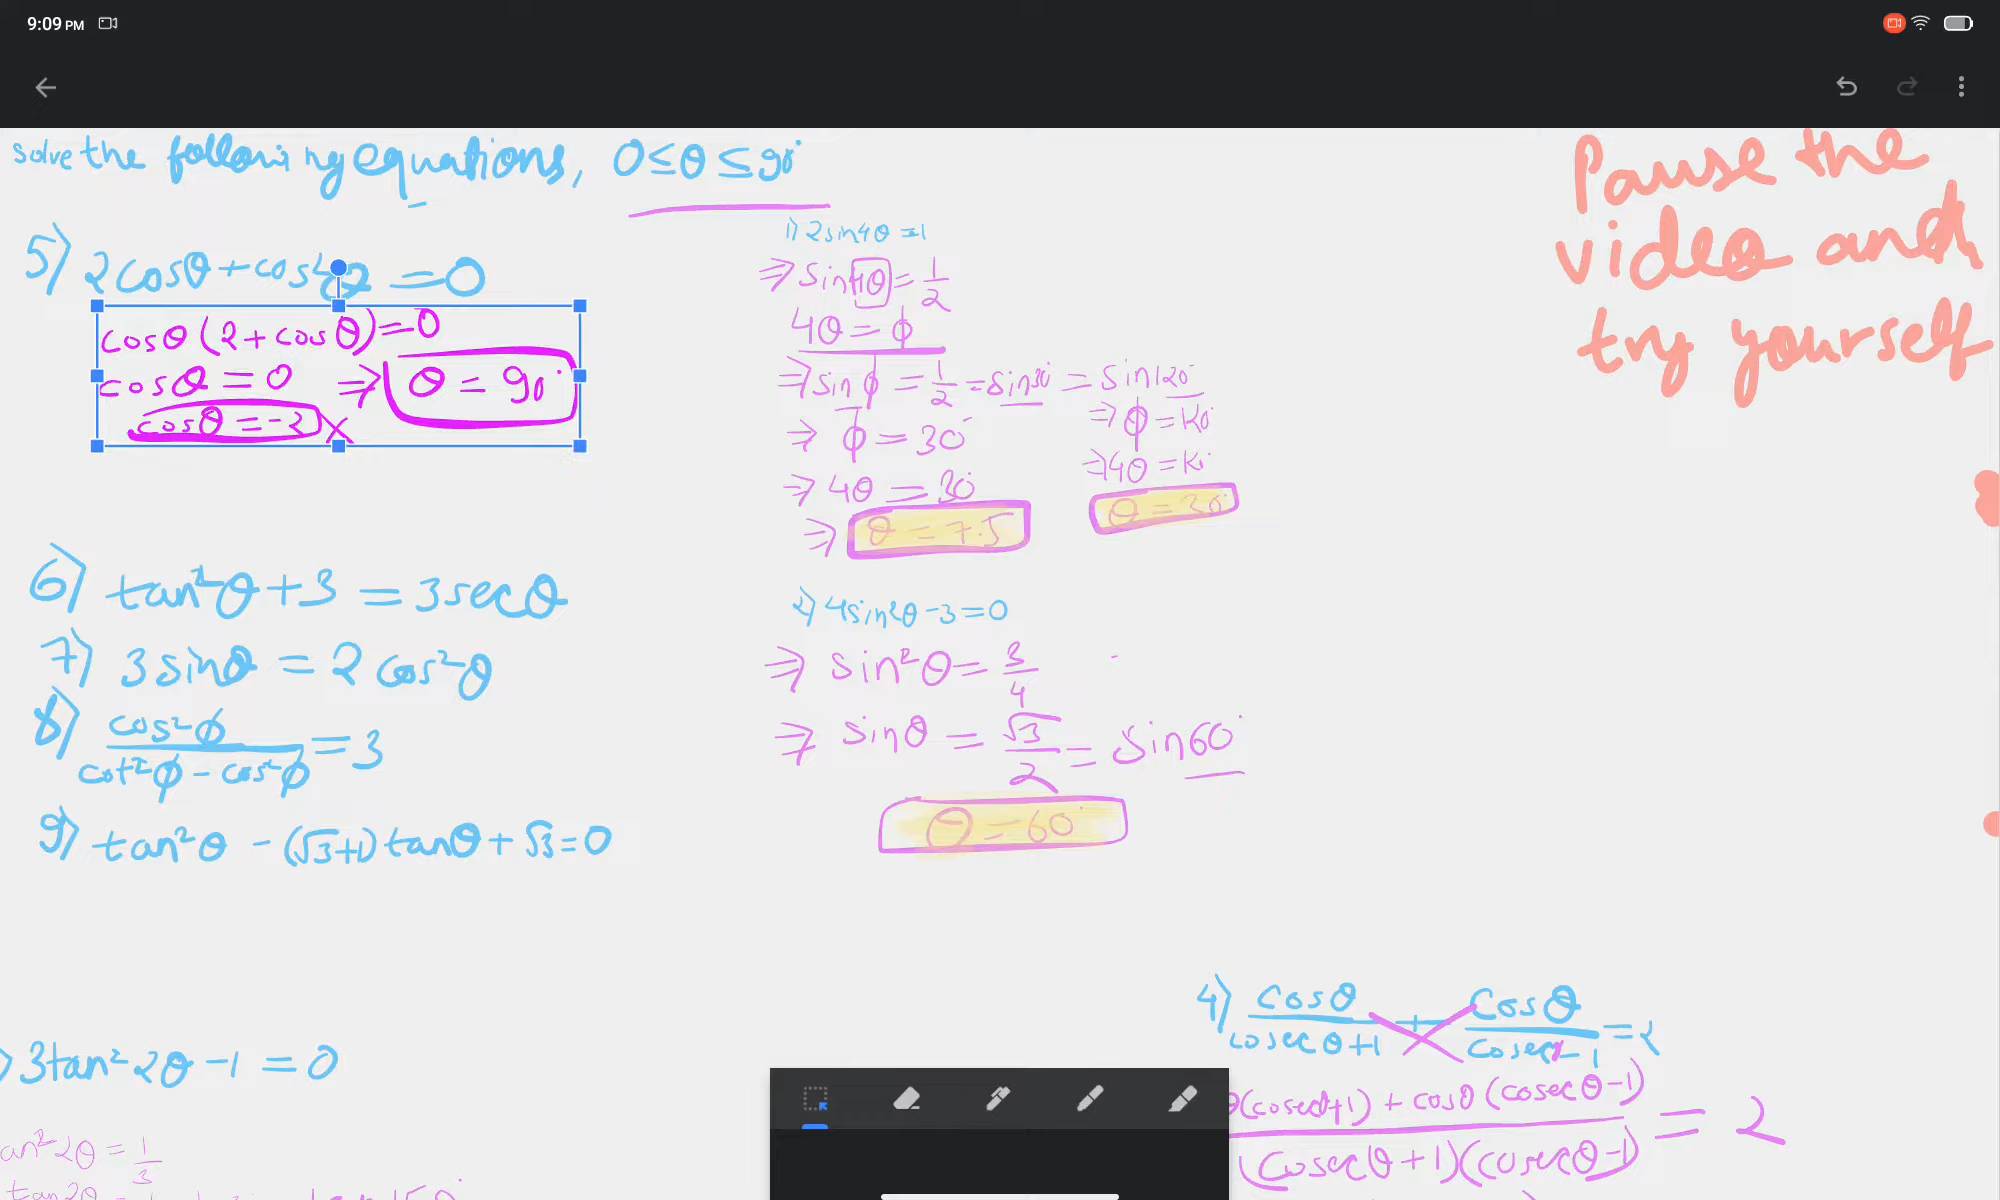 9:09 PM
solve the following equations, 0≤θ≤90°
5) 2cosθ+cos²θ=0
cosθ(2+cosθ)=0
cosθ=0 ⇒ θ=90°
cosθ=-2 ×
6) tan²θ+3=3secθ
7) 3sinθ=2cos²θ
8) cos²ϕ/(cot²ϕ-cos²ϕ)=3
9) tan²θ-(√3+1)tanθ+√3=0
) 3tan²2θ-1=0
an²2θ=1/3
tan2θ=
1) 2sin4θ=1
⇒ sin4θ=1/2
4θ=ϕ
⇒ sinϕ=1/2=sin30°=sin120°
⇒ ϕ=30°
⇒ 4θ=30°
⇒ θ=7.5
⇒ ϕ=120°
⇒ 4θ=120°
θ=30°
2) 4sin²θ-3=0
⇒ sin²θ=3/4
⇒ sinθ=√3/2=sin60°
θ=60°
Pause the
video and
try yourself
4) cosθ/(cosecθ+1)+cosθ/(cosecθ-1)=2
θ(cosecθ+1)+cosθ(cosecθ-1)
(cosecθ+1)(cosecθ-1)
=2